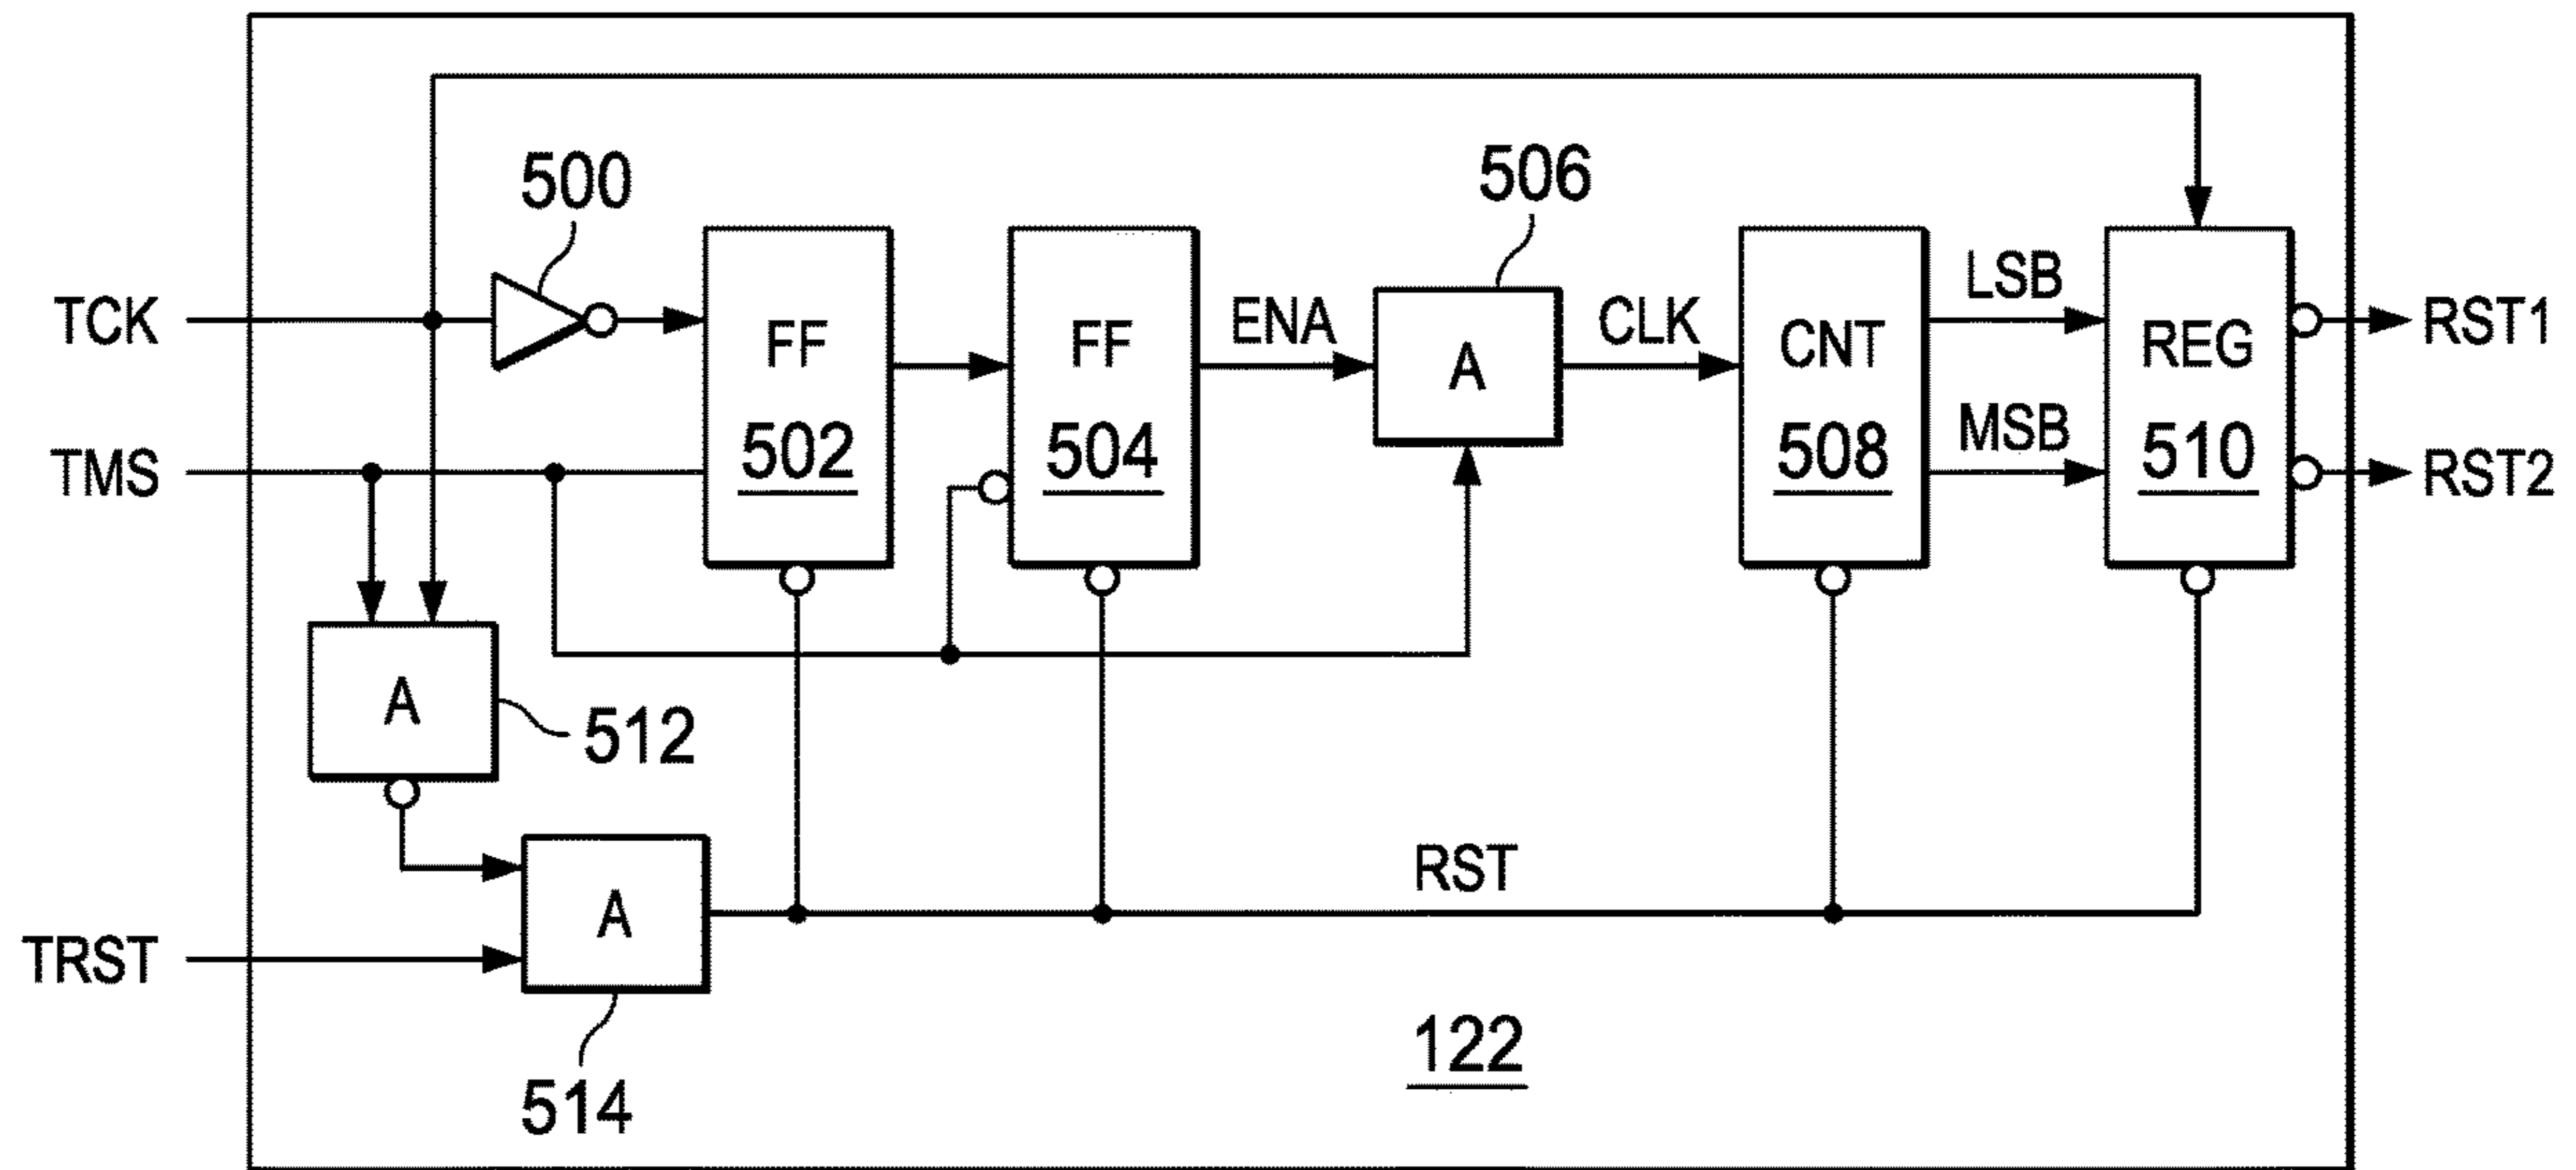 500
506
TCK
FF
502
FF
504
ENA
A
CLK
CNT
508
LSB
MSB
REG
510
RST1
RST2
TMS
A
512
RST
A
TRST
514
122